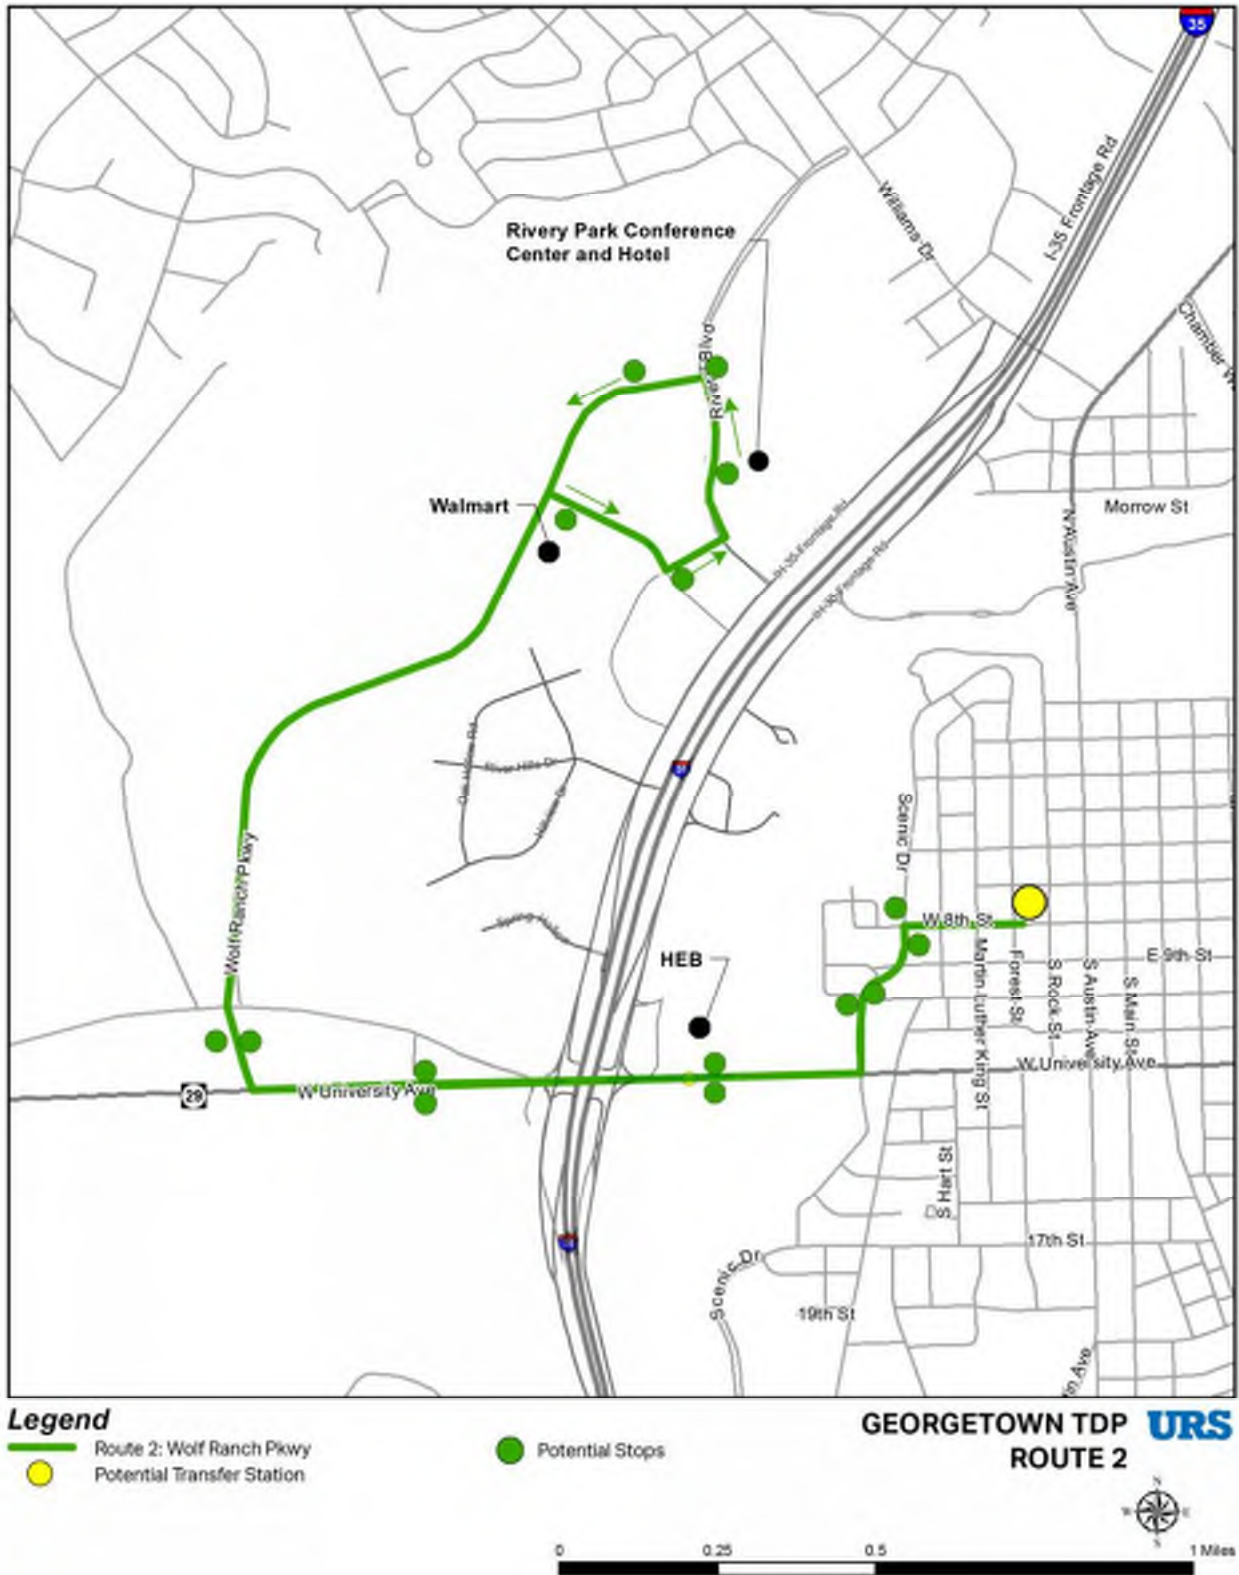 35
I-35 Frontage Rd
Williams Dr
Rivery Park Conference
Center and Hotel
Chamber W
Blvd
Walmart
IH-35 Frontage Rd
IH-35 Frontage Rd
Morrow St
N Austin Ave
River Hills Dr
Scenic Dr
Wolf Ranch Pkwy
W 8th St
HEB
E 9th St
Martin Luther King St
Forest St
S Rock St
S Austin Ave
S Main St
W University Ave
29
W University Ave
S Hart St
17th St
Scenic Dr
19th St
in Ave
Legend
Route 2: Wolf Ranch Pkwy
Potential Transfer Station
Potential Stops
GEORGETOWN TDP
ROUTE 2
URS
N
W
E
S
0
0.25
0.5
1 Miles